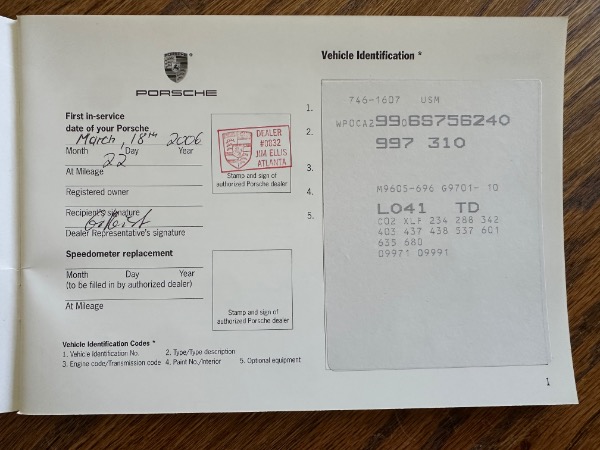 PORSCHE
First in-service
date of your Porsche
March, 18TH 2006
Month Day Year
22
At Mileage
Registered owner
Recipient's signature
Dealer Representative's signature
DEALER
#0832
JIM ELLIS
ATLANTA
Stamp and sign of
authorized Porsche dealer
Speedometer replacement
Month Day Year
(to be filled in by authorized dealer)
At Mileage
Stamp and sign of
authorized Porsche dealer
Vehicle Identification Codes *
1. Vehicle Identification No. 2. Type/Type description
3. Engine code/Transmission code 4. Paint No./Interior 5. Optional equipment
Vehicle Identification *
1.
2.
3.
4.
5.
746-1607 USM
WP0CA299D6S756240
997 310
M9605-696 G9701- 10
L041 TD
C02 XLF 234 288 342
403 437 438 537 601
635 680
09971 09991
1